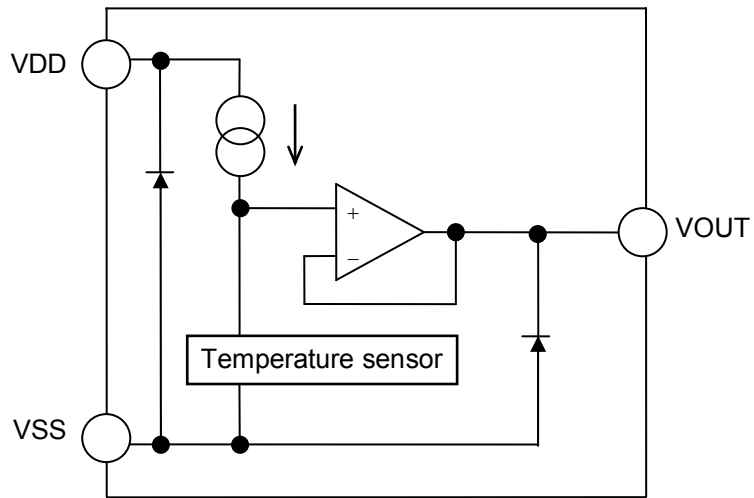 VDD
+
−
VOUT
Temperature sensor
VSS